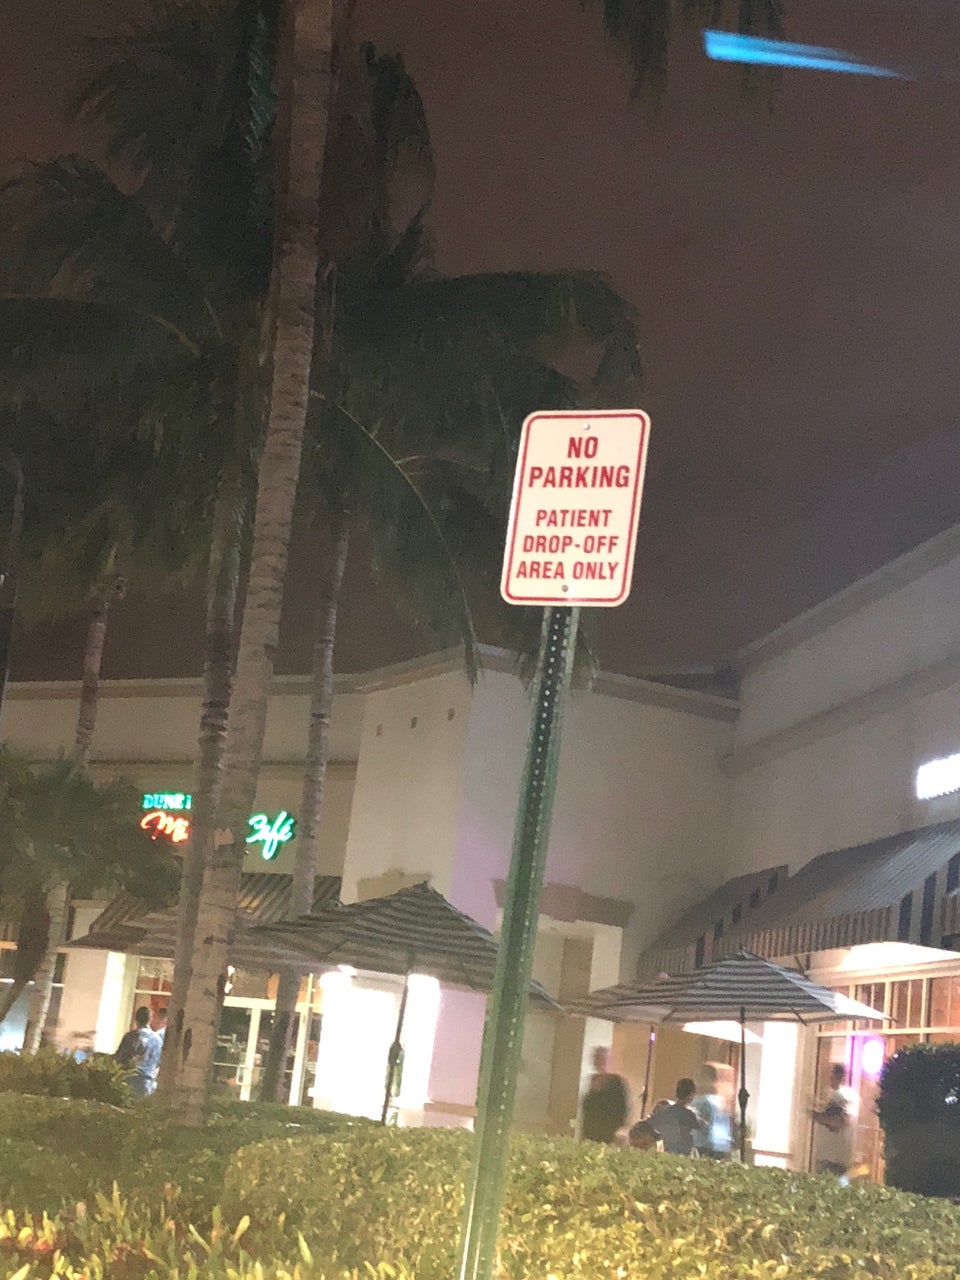 NO
PARKING
PATIENT
DROP-OFF
AREA ONLY